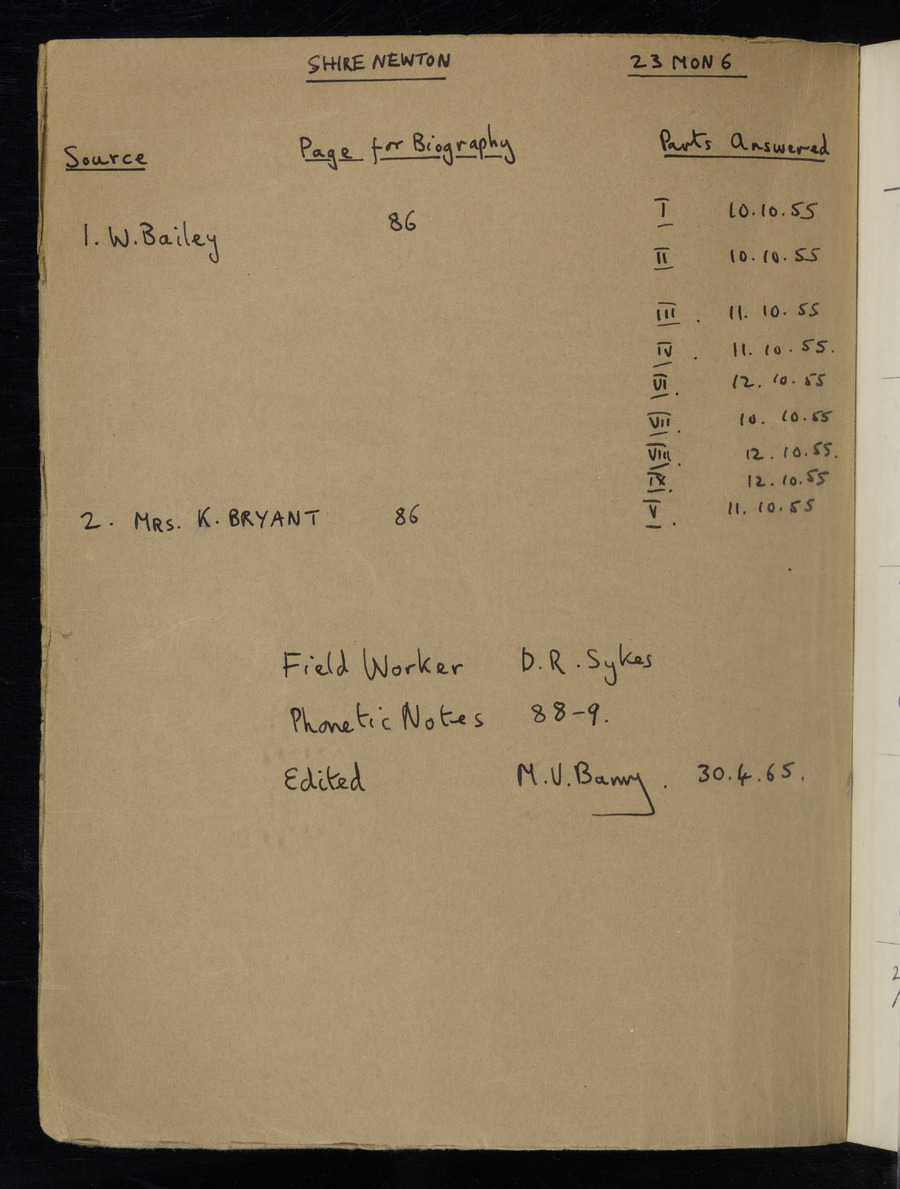 SHIRE NEWTON 23 MON 6
Source Page for Biography Parts Answered
1. W. Bailey 86 I 10.10.55
II 10.10.55
III . 11. 10. 55
IV . 11. 10. 55.
VI . 12. 10. 55
VII . 10. 10.55
VIII . 12. 10.55.
IX . 12. 10.55
2. MRS. K. BRYANT 86 V . 11. 10.55
Field Worker D.R. Sykes
Phonetic Notes 88-9.
Edited M.V. Barry . 30.4.65.
2